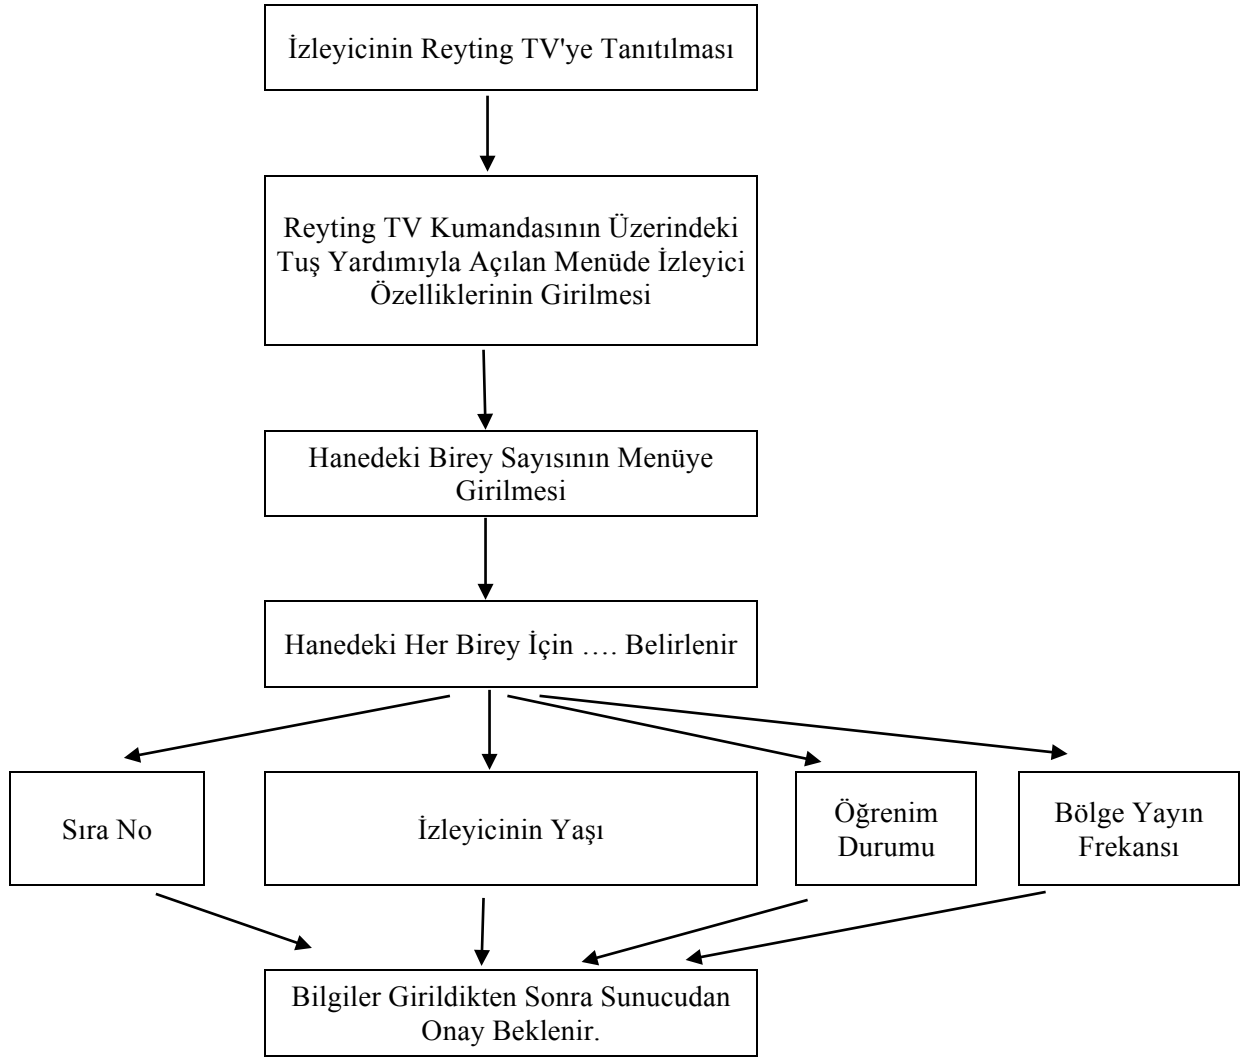 İzleyicinin Reyting TV'ye Tanıtılması
Reyting TV Kumandasının Üzerindeki
Tuş Yardımıyla Açılan Menüde İzleyici
Özelliklerinin Girilmesi
Hanedeki Birey Sayısının Menüye
Girilmesi
Hanedeki Her Birey İçin …. Belirlenir
Sıra No
İzleyicinin Yaşı
Öğrenim
Durumu
Bölge Yayın
Frekansı
Bilgiler Girildikten Sonra Sunucudan
Onay Beklenir.